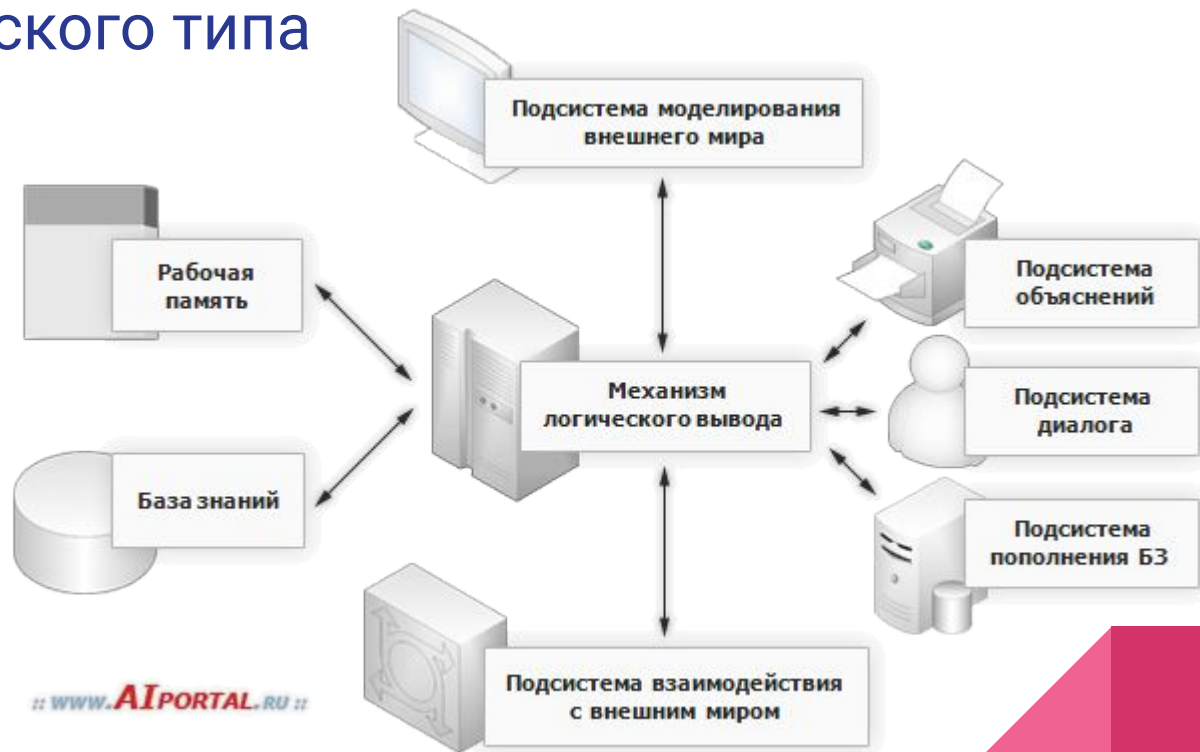 ского типа
Подсистема моделирования
внешнего мира
Рабочая
память
Подсистема
объяснений
Механизм
логического вывода
Подсистема
диалога
База знаний
Подсистема
пополнения БЗ
Подсистема взаимодействия
с внешним миром
:: www.AIPORTAL.RU ::